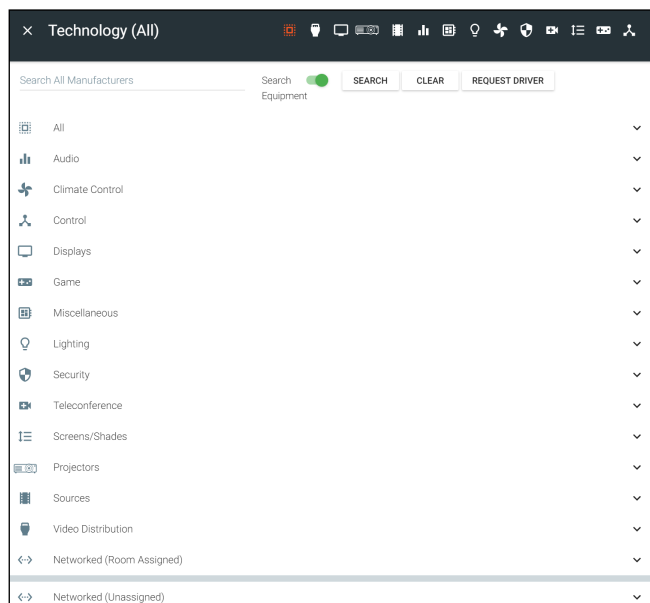 Technology (All)
Search All Manufacturers
Search
Equipment
SEARCH
CLEAR
REQUEST DRIVER
All
Audio
Climate Control
Control
Displays
Game
Miscellaneous
Lighting
Security
Teleconference
Screens/Shades
Projectors
Sources
Video Distribution
Networked (Room Assigned)
Networked (Unassigned)